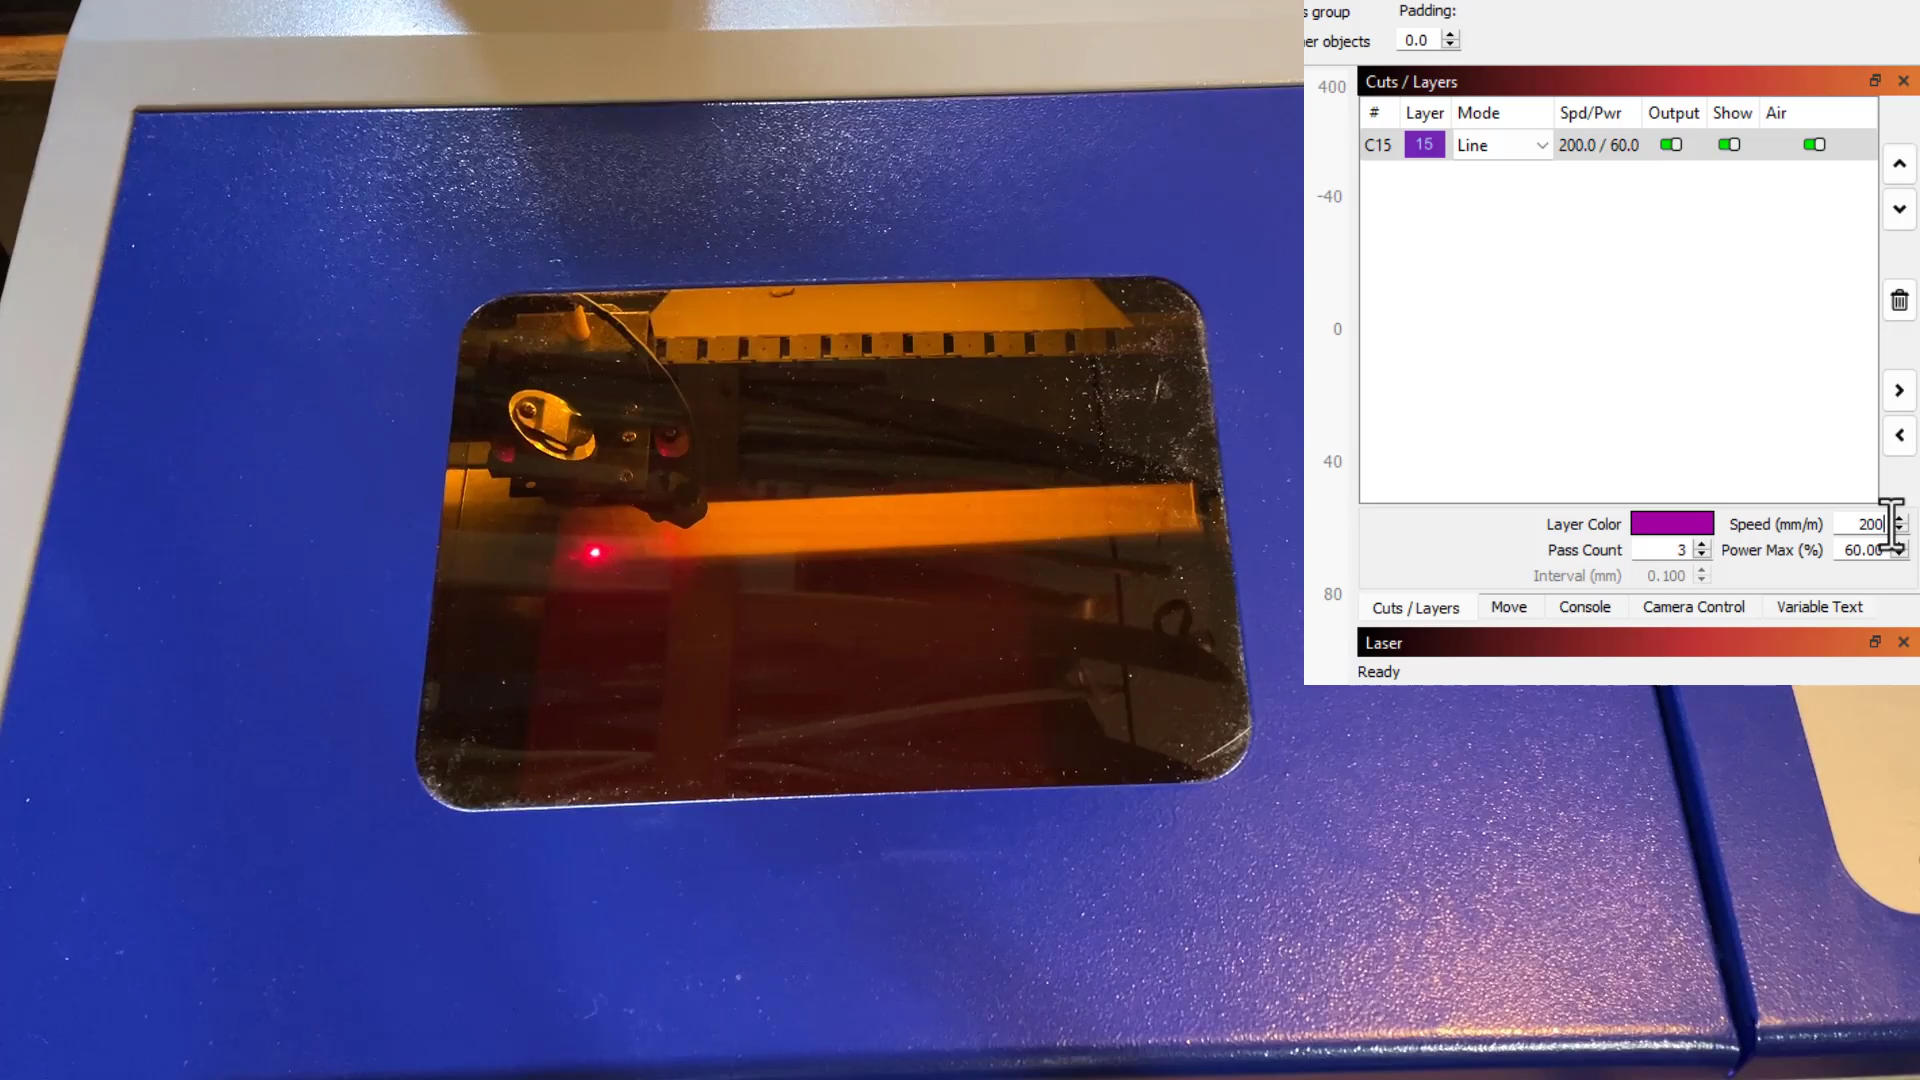 s group Padding:
er objects 0.0
Cuts / Layers
400
# Layer Mode Spd/Pwr Output Show Air
C15 15 Line 200.0 / 60.0
-40
0
40
Layer Color Speed (mm/m) 200
Pass Count 3 Power Max (%) 60.00
Interval (mm) 0.100
80
Cuts / Layers Move Console Camera Control Variable Text
Laser
Ready